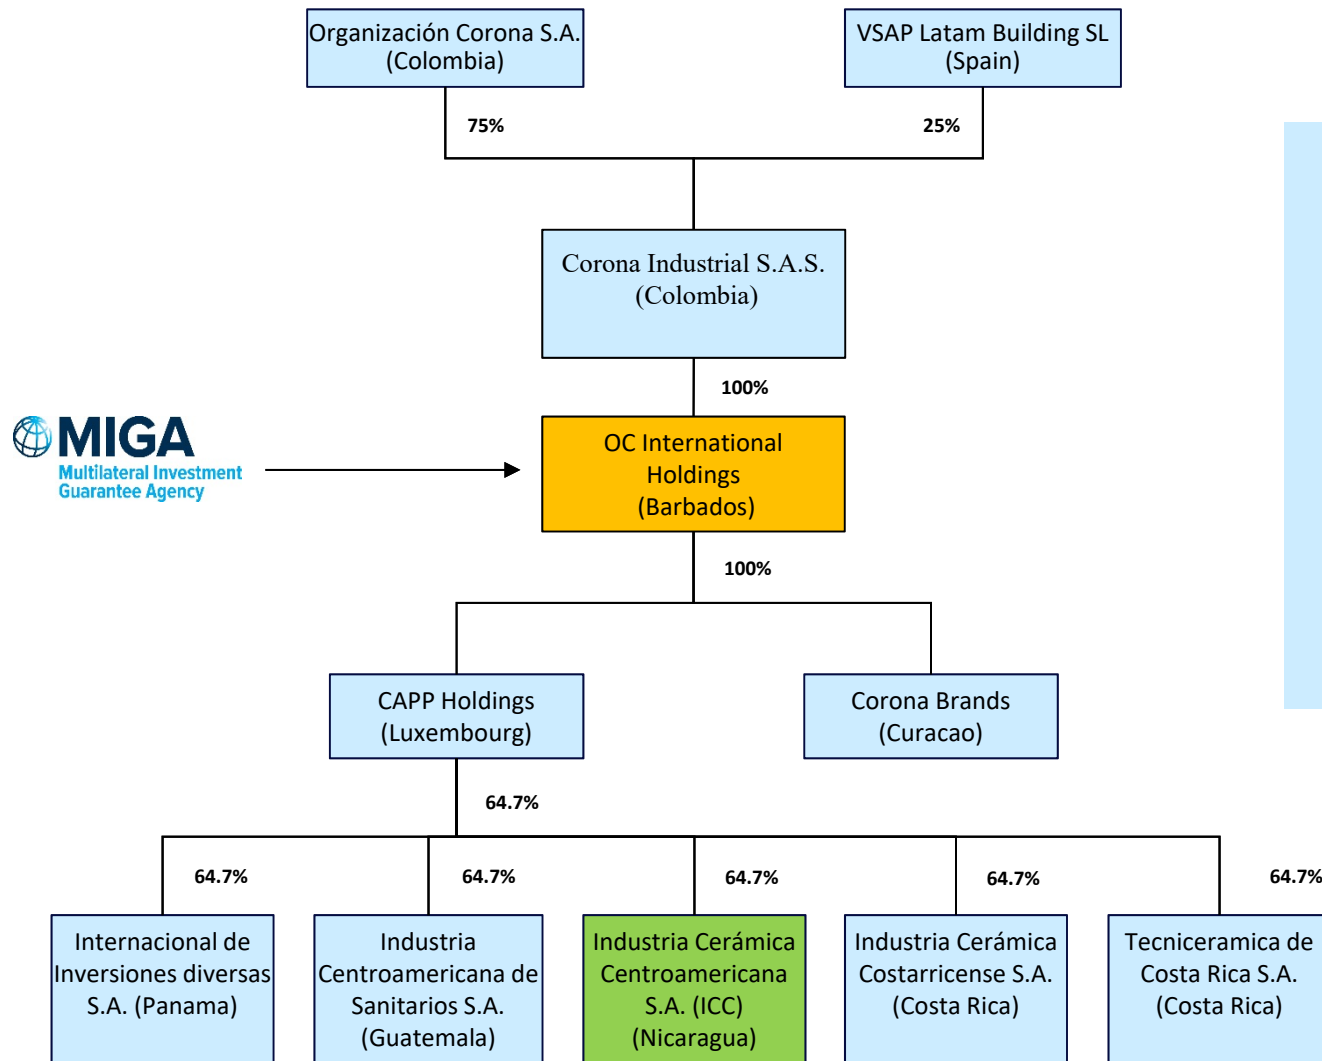 Organización Corona S.A.
(Colombia)
VSAP Latam Building SL
(Spain)
75%
25%
Corona Industrial S.A.S.
(Colombia)
100%
MIGA
Multilateral Investment
Guarantee Agency
OC International
Holdings
(Barbados)
100%
CAPP Holdings
(Luxembourg)
Corona Brands
(Curacao)
64.7%
64.7%
64.7%
64.7%
64.7%
64.7%
Internacional de
Inversiones diversas
S.A. (Panama)
Industria
Centroamericana de
Sanitarios S.A.
(Guatemala)
Industria Cerámica
Centroamericana
S.A. (ICC)
(Nicaragua)
Industria Cerámica
Costarricense S.A.
(Costa Rica)
Tecniceramica de
Costa Rica S.A.
(Costa Rica)